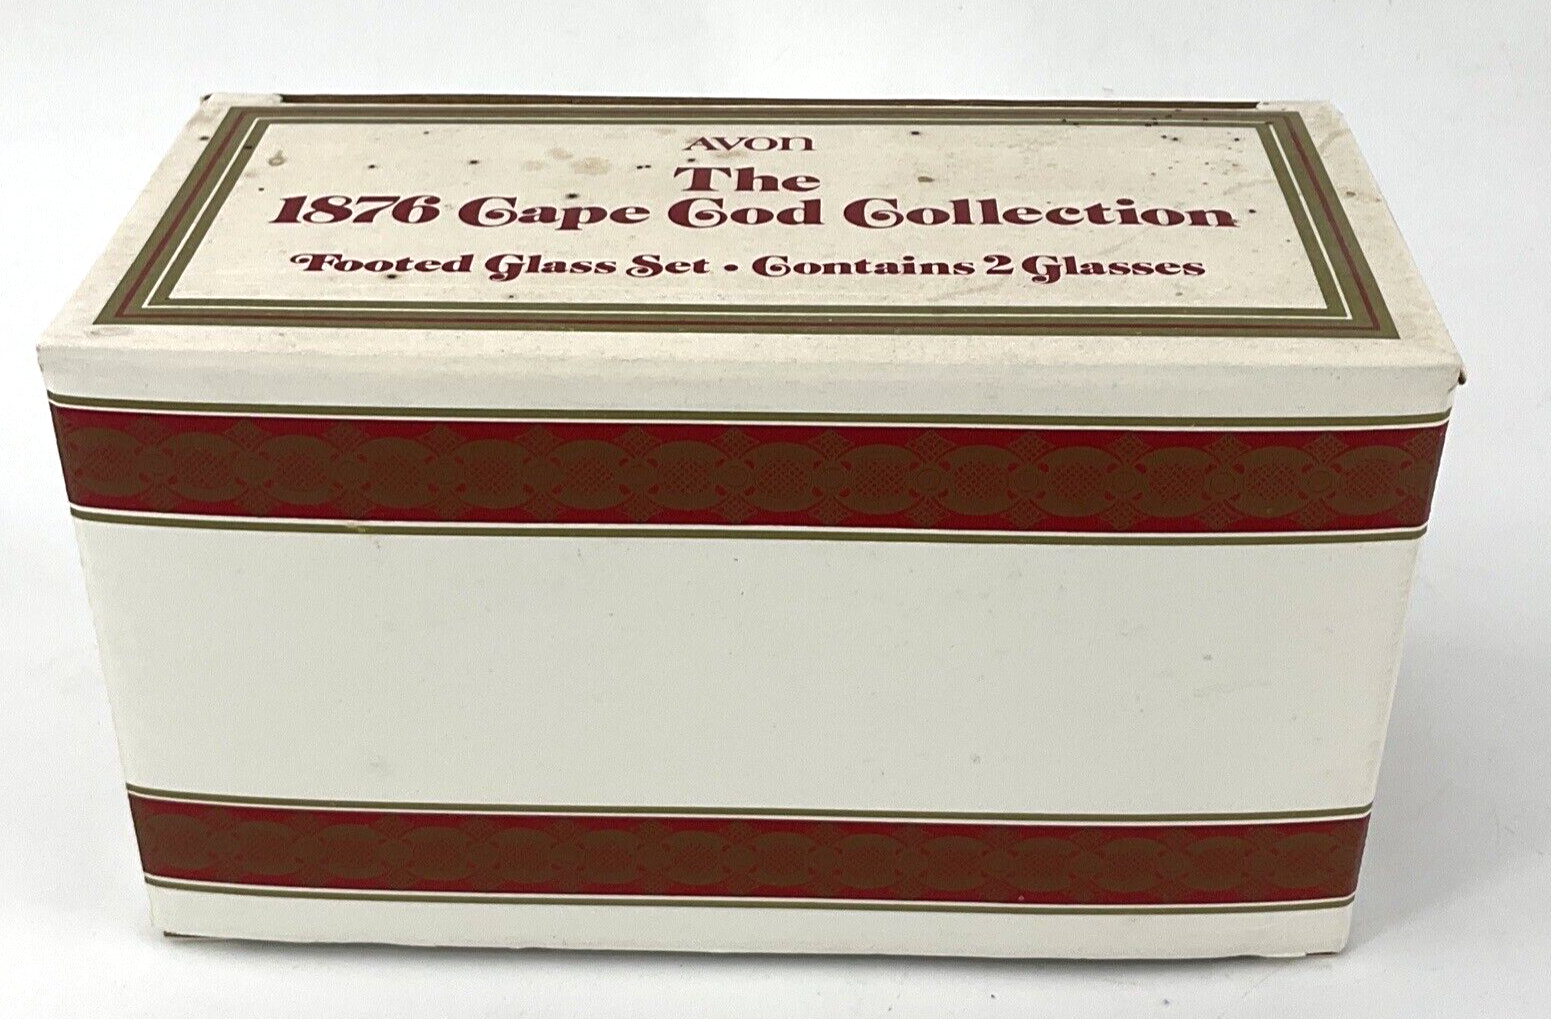 AVON
The
1876 Cape Cod Collection
Footed Glass Set • Contains 2 Glasses